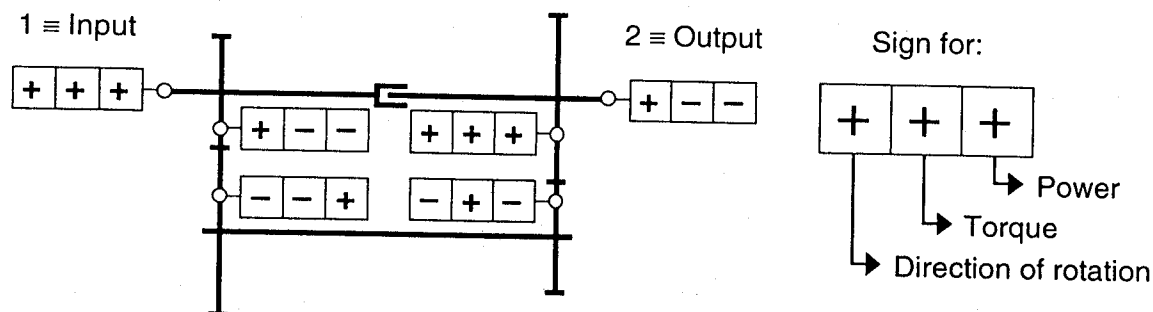 1 ≡ Input
2 ≡ Output
Sign for:
+ + +
+ − −
+ + +
+ − −
+ + +
− − +
− + −
Power
Torque
Direction of rotation